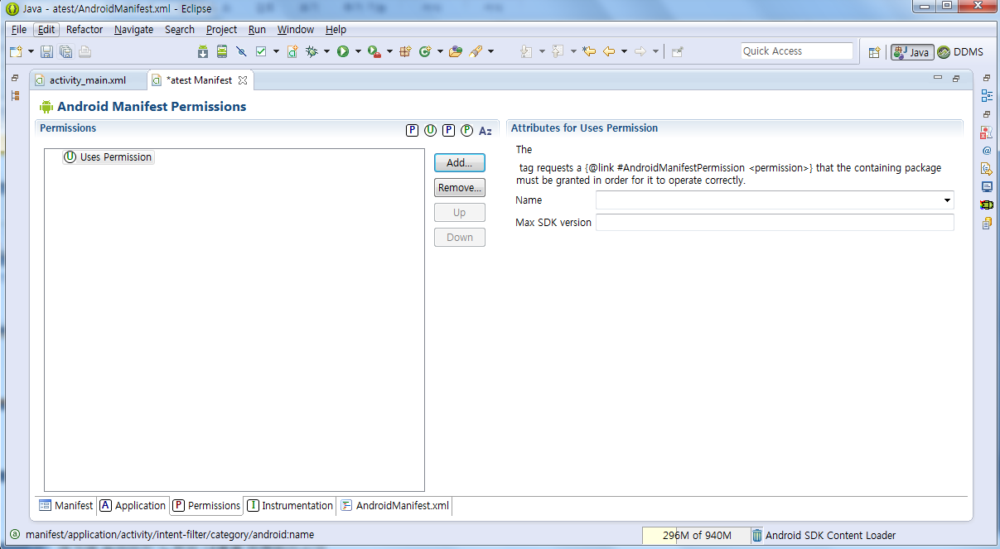 Java - atest/AndroidManifest.xml - Eclipse
File Edit Refactor Navigate Search Project Run Window Help
Quick Access
Java
DDMS
activity_main.xml
*atest Manifest
Android Manifest Permissions
Permissions
P U P P Az
Uses Permission
Add...
Remove...
Up
Down
Attributes for Uses Permission
The
tag requests a {@link #AndroidManifestPermission <permission>} that the containing package
must be granted in order for it to operate correctly.
Name
Max SDK version
Manifest
A Application
P Permissions
I Instrumentation
AndroidManifest.xml
manifest/application/activity/intent-filter/category/android:name
296M of 940M
Android SDK Content Loader